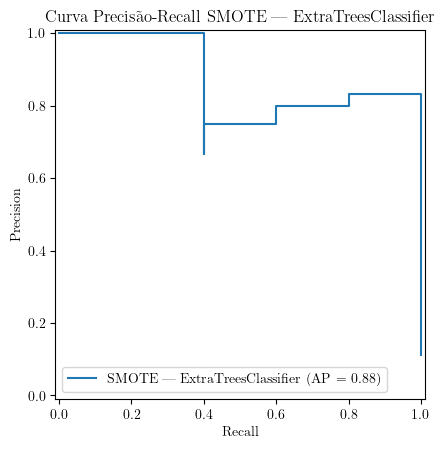 Curva Precisão-Recall SMOTE — ExtraTreesClassifier
1.0
0.8
0.6
0.4
0.2
0.0
Precision
SMOTE — ExtraTreesClassifier (AP = 0.88)
0.0 0.2 0.4 0.6 0.8 1.0
Recall